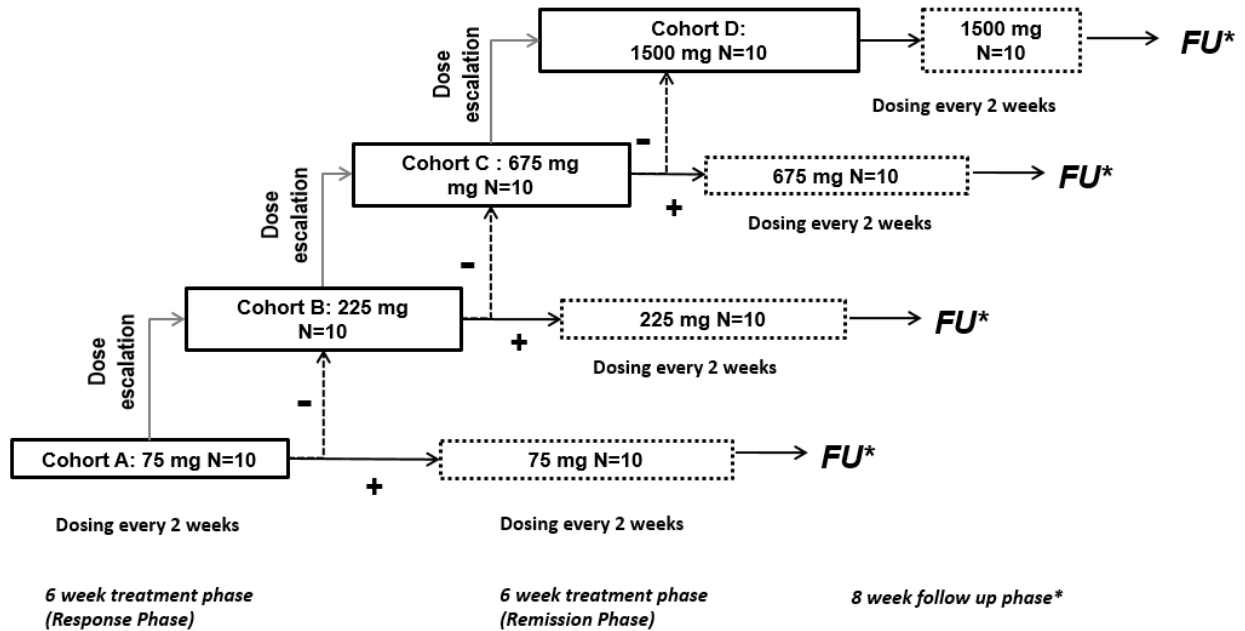 Cohort D:
1500 mg N=10
1500 mg
N=10
FU*
Dose
escalation
Dosing every 2 weeks
-
Cohort C : 675 mg
mg N=10
675 mg N=10
FU*
+
Dose
escalation
Dosing every 2 weeks
-
Cohort B: 225 mg
N=10
225 mg N=10
FU*
+
Dose
escalation
Dosing every 2 weeks
-
Cohort A: 75 mg N=10
75 mg N=10
FU*
+
Dosing every 2 weeks
Dosing every 2 weeks
6 week treatment phase
(Response Phase)
6 week treatment phase
(Remission Phase)
8 week follow up phase*